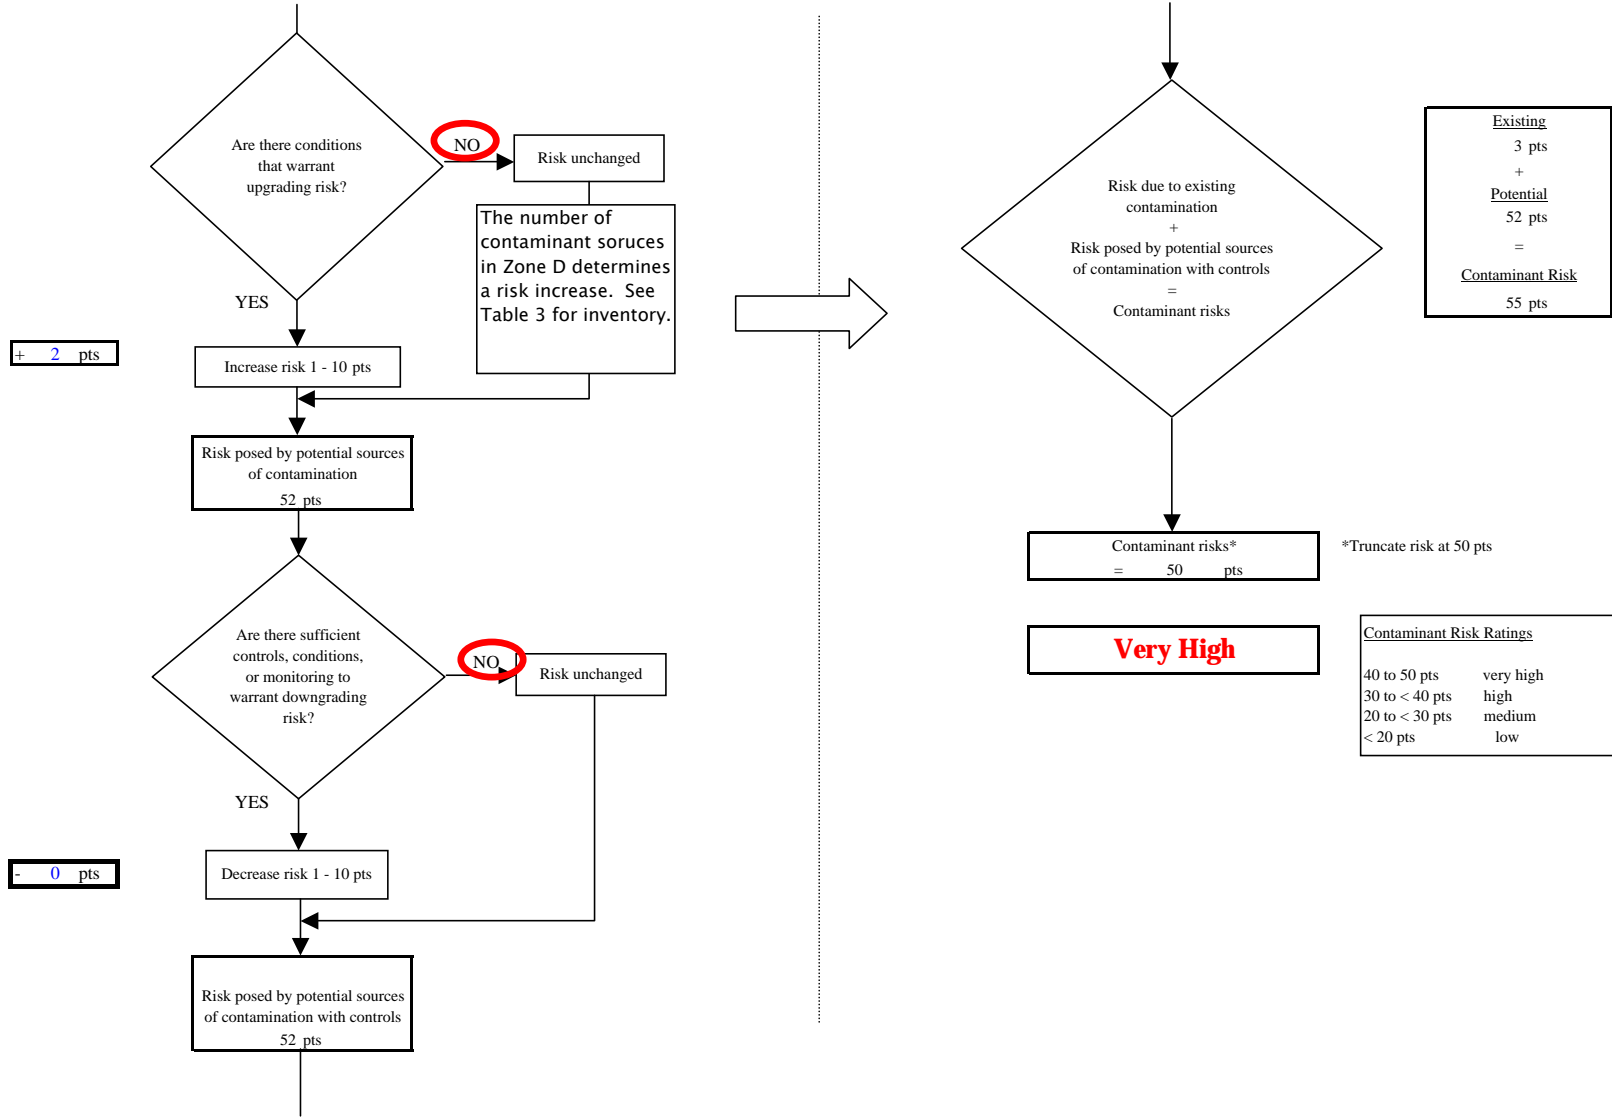 Are there conditions
that warrant
upgrading risk?
NO
Risk unchanged
The number of
contaminant soruces
in Zone D determines
a risk increase.  See
Table 3 for inventory.
YES
+ 2 pts
Increase risk 1 - 10 pts
Risk posed by potential sources
of contamination
52 pts
Are there sufficient
controls, conditions,
or monitoring to
warrant downgrading
risk?
NO
Risk unchanged
YES
- 0 pts
Decrease risk 1 - 10 pts
Risk posed by potential sources
of contamination with controls
52 pts
Risk due to existing
contamination
+
Risk posed by potential sources
of contamination with controls
=
Contaminant risks
Existing
3 pts
+
Potential
52 pts
=
Contaminant Risk
55 pts
Contaminant risks*
= 50 pts
*Truncate risk at 50 pts
Very High
Contaminant Risk Ratings
40 to 50 pts very high
30 to < 40 pts high
20 to < 30 pts medium
< 20 pts low